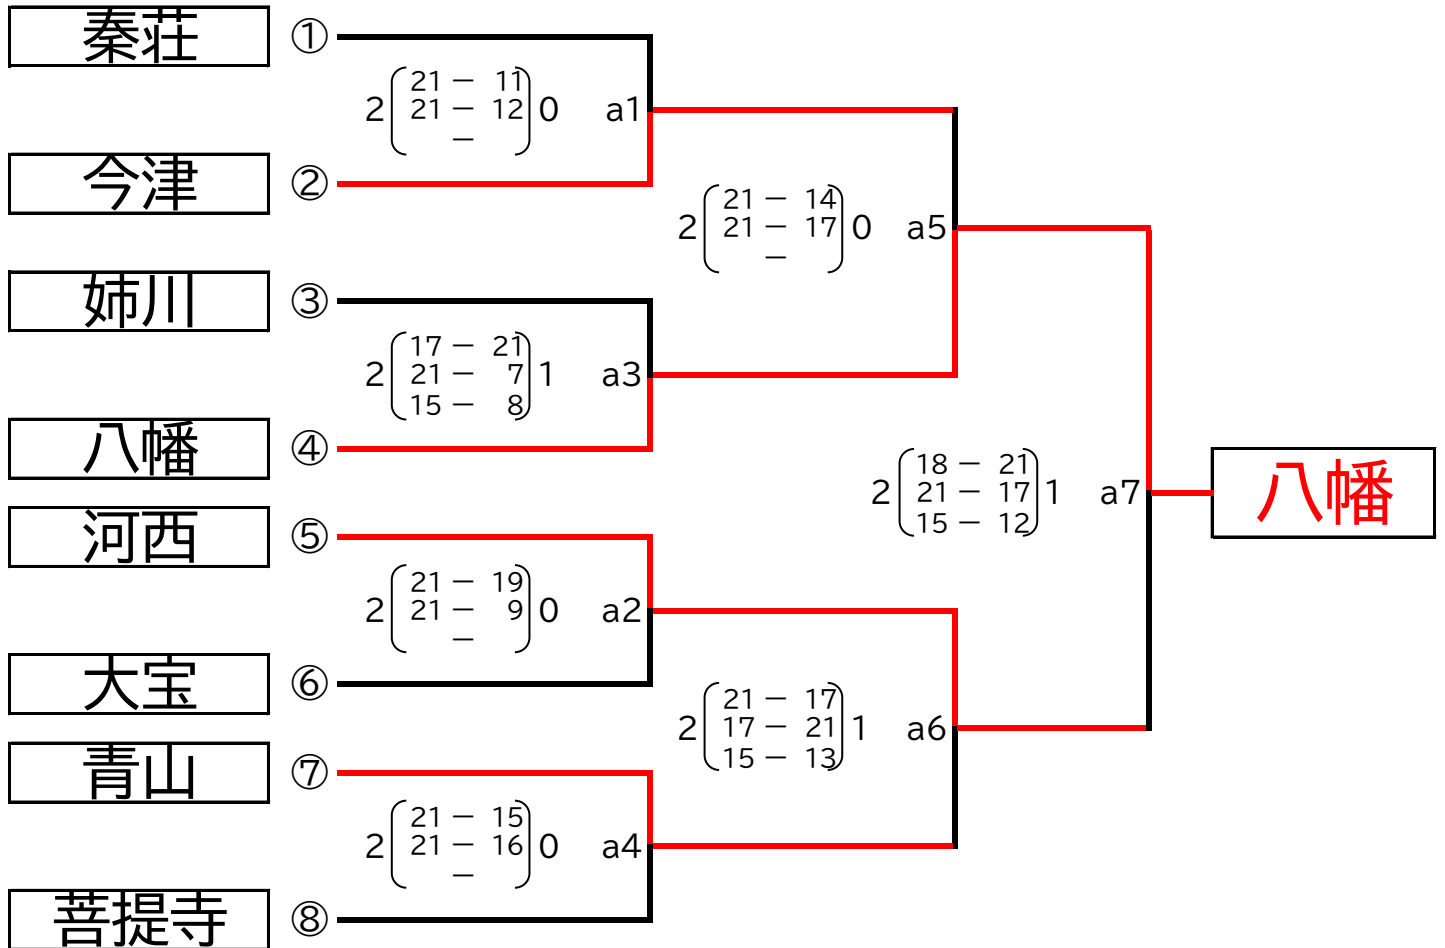 秦荘 ①
21 － 11
2 21 － 12 0 a1
－
今津 ②
21 － 14
2 21 － 17 0 a5
－
姉川 ③
17 － 21
2 21 － 7 1 a3
15 － 8
八幡 ④
18 － 21
2 21 － 17 1 a7 八幡
15 － 12
河西 ⑤
21 － 19
2 21 － 9 0 a2
－
大宝 ⑥
21 － 17
2 17 － 21 1 a6
15 － 13
青山 ⑦
21 － 15
2 21 － 16 0 a4
－
菩提寺 ⑧